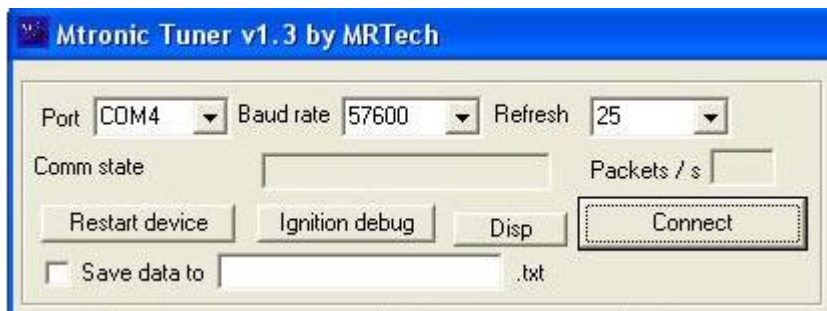 Mtronic Tuner v1.3 by MRTech
Port COM4 Baud rate 57600 Refresh 25
Comm state Packets / s
Restart device Ignition debug Disp Connect
Save data to .txt